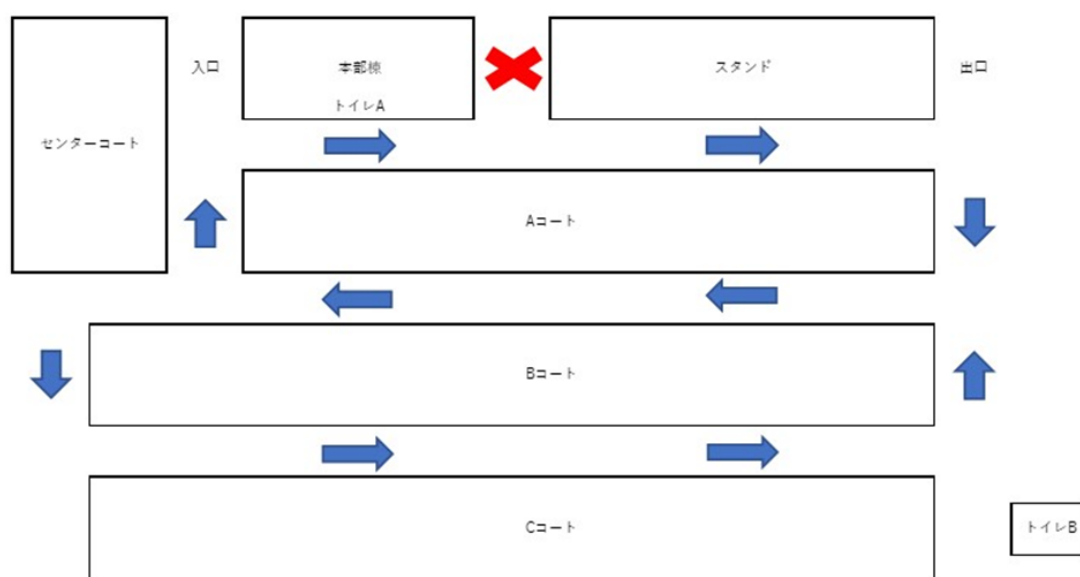 入口
本部棟
トイレA
スタンド
出口
センターコート
Aコート
Bコート
Cコート
トイレB